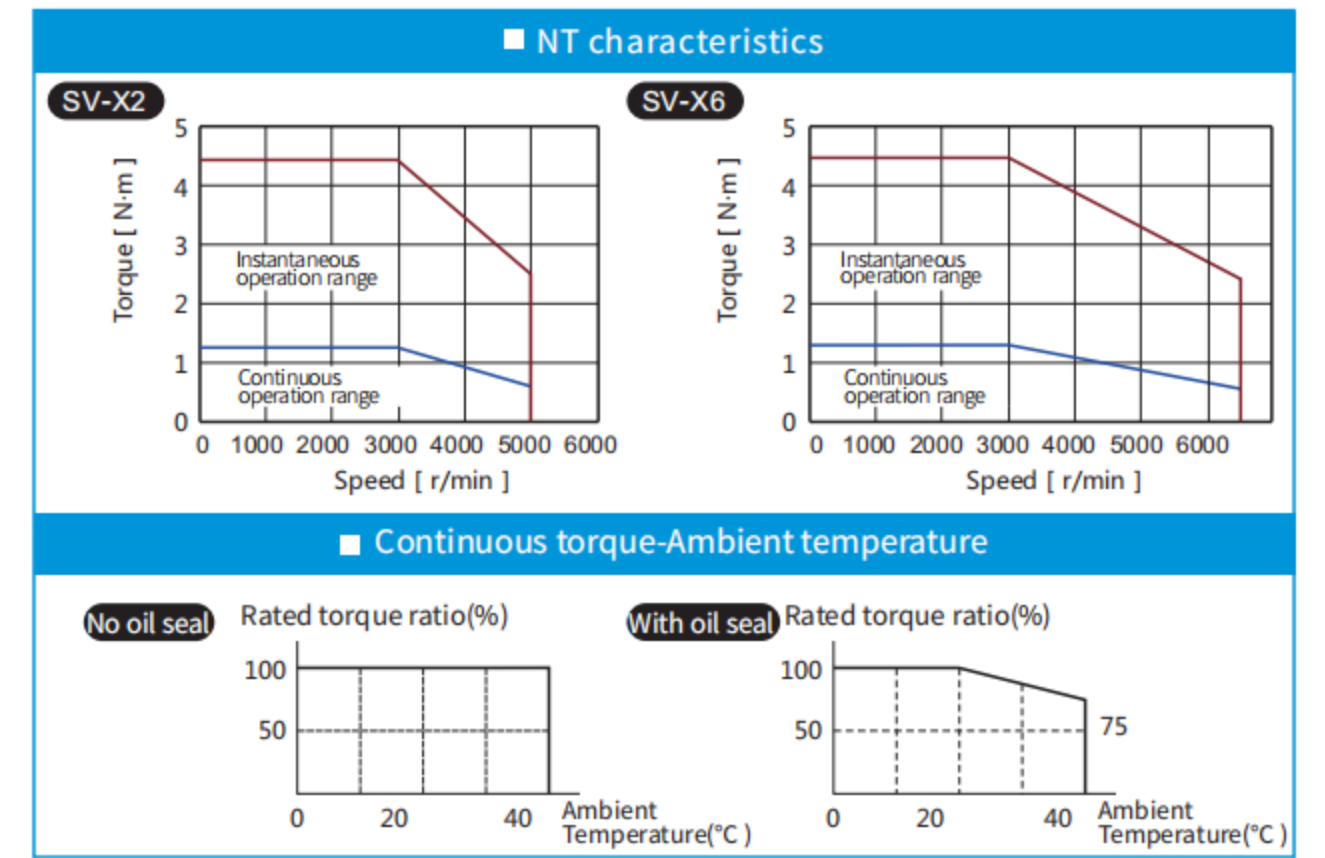 NT characteristics
SV-X2
Torque [ N·m ]
5
4
3
2
1
0
Instantaneous
operation range
Continuous
operation range
0 1000 2000 3000 4000 5000 6000
Speed [ r/min ]
SV-X6
Torque [ N·m ]
5
4
3
2
1
0
Instantaneous
operation range
Continuous
operation range
0 1000 2000 3000 4000 5000 6000
Speed [ r/min ]
Continuous torque-Ambient temperature
No oil seal
Rated torque ratio(%)
100
50
0 20 40
Ambient
Temperature(°C )
With oil seal
Rated torque ratio(%)
100
50
75
0 20 40
Ambient
Temperature(°C )